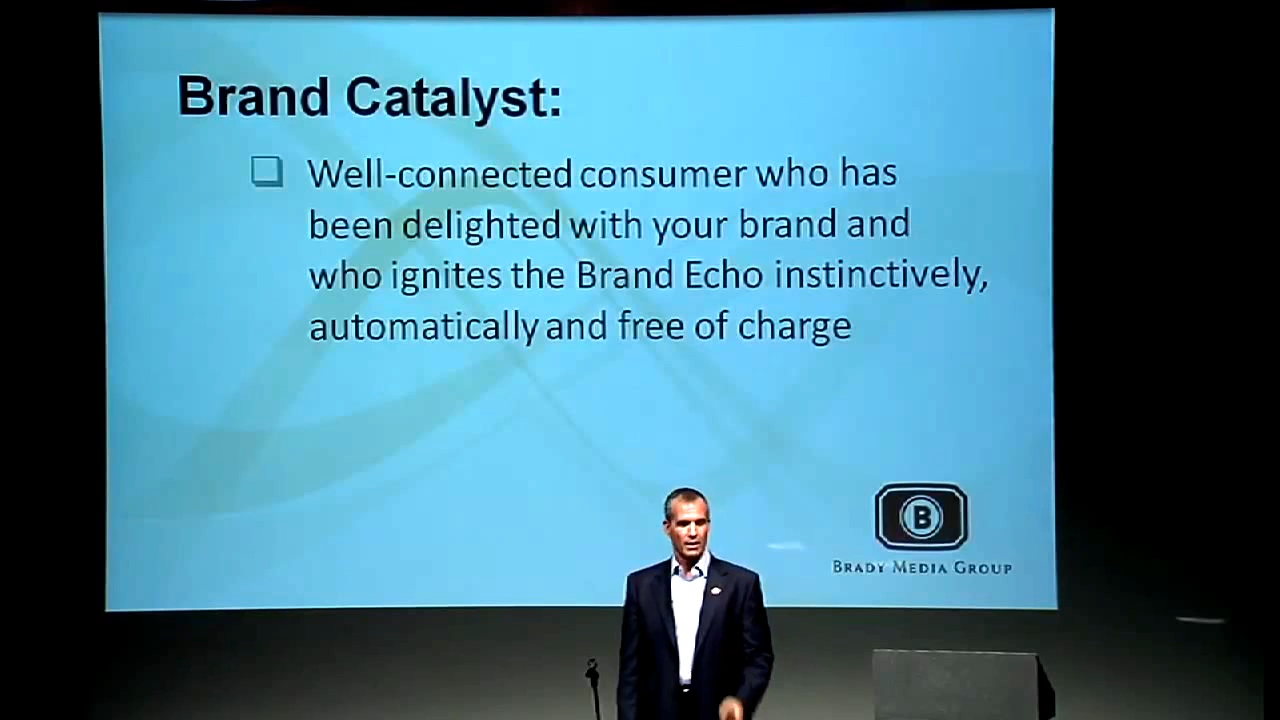 Brand Catalyst:
Well-connected consumer who has
been delighted with your brand and
who ignites the Brand Echo instinctively,
automatically and free of charge
B
BRADY MEDIA GROUP